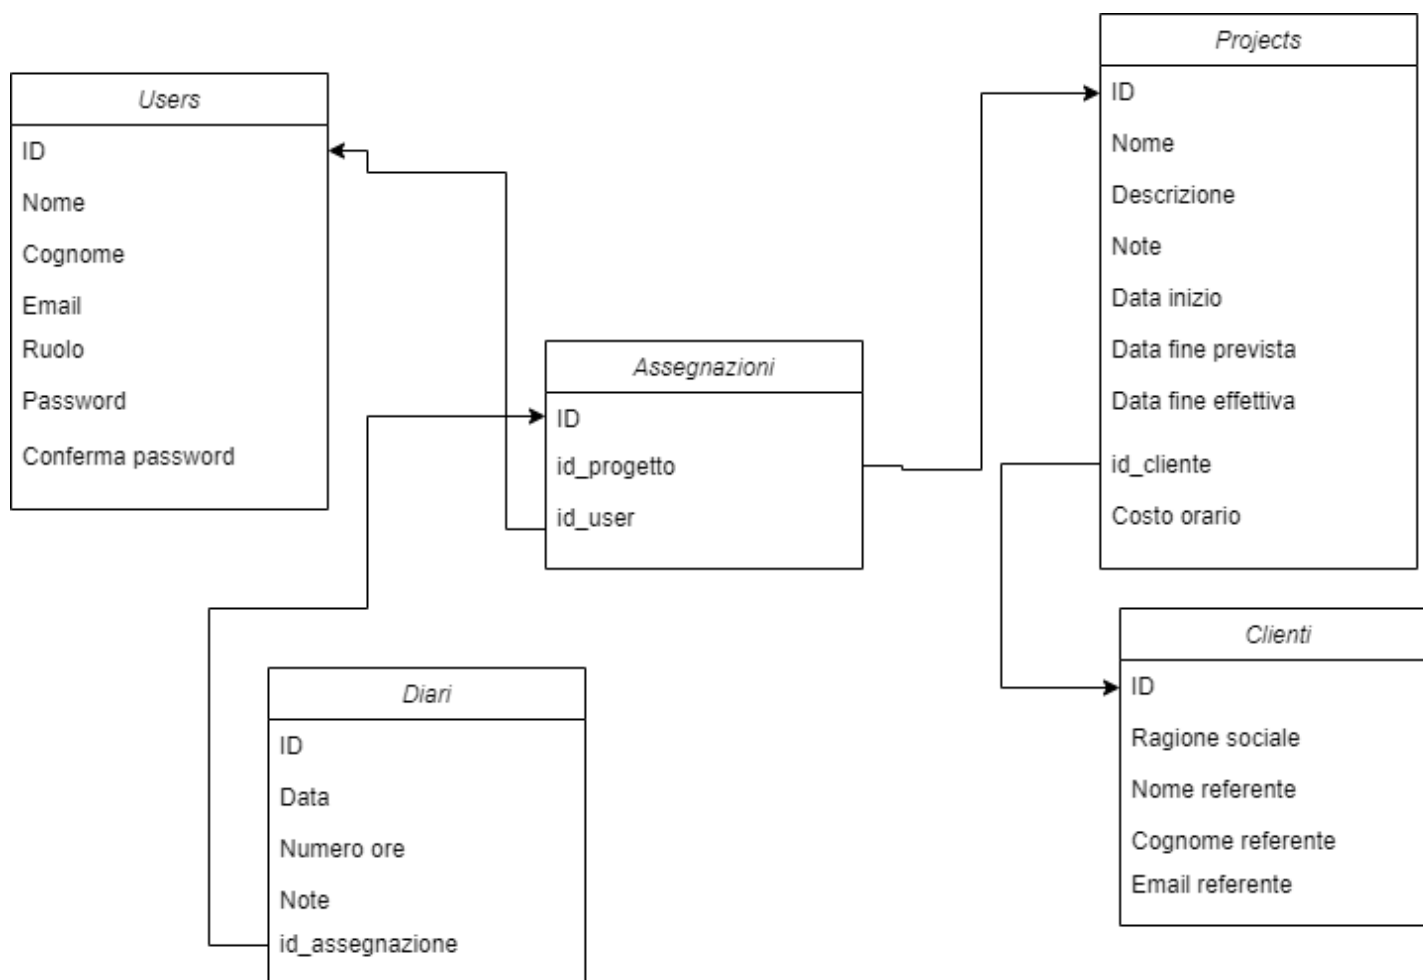 Users
ID
Nome
Cognome
Email
Ruolo
Password
Conferma password
Assegnazioni
ID
id_progetto
id_user
Projects
ID
Nome
Descrizione
Note
Data inizio
Data fine prevista
Data fine effettiva
id_cliente
Costo orario
Diari
ID
Data
Numero ore
Note
id_assegnazione
Clienti
ID
Ragione sociale
Nome referente
Cognome referente
Email referente